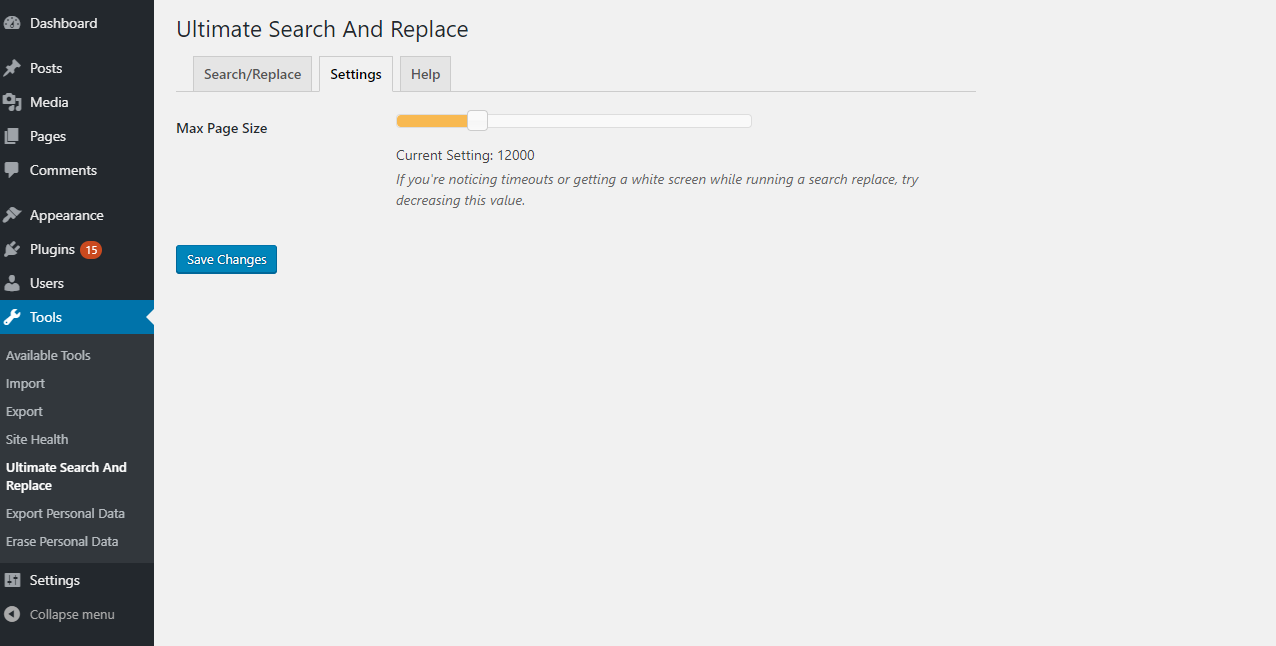 Dashboard
Posts
Media
Pages
Comments
Appearance
Plugins 15
Users
Tools
Available Tools
Import
Export
Site Health
Ultimate Search And
Replace
Export Personal Data
Erase Personal Data
Settings
Collapse menu
Ultimate Search And Replace
Search/Replace Settings Help
Max Page Size
Current Setting: 12000
If you're noticing timeouts or getting a white screen while running a search replace, try
decreasing this value.
Save Changes